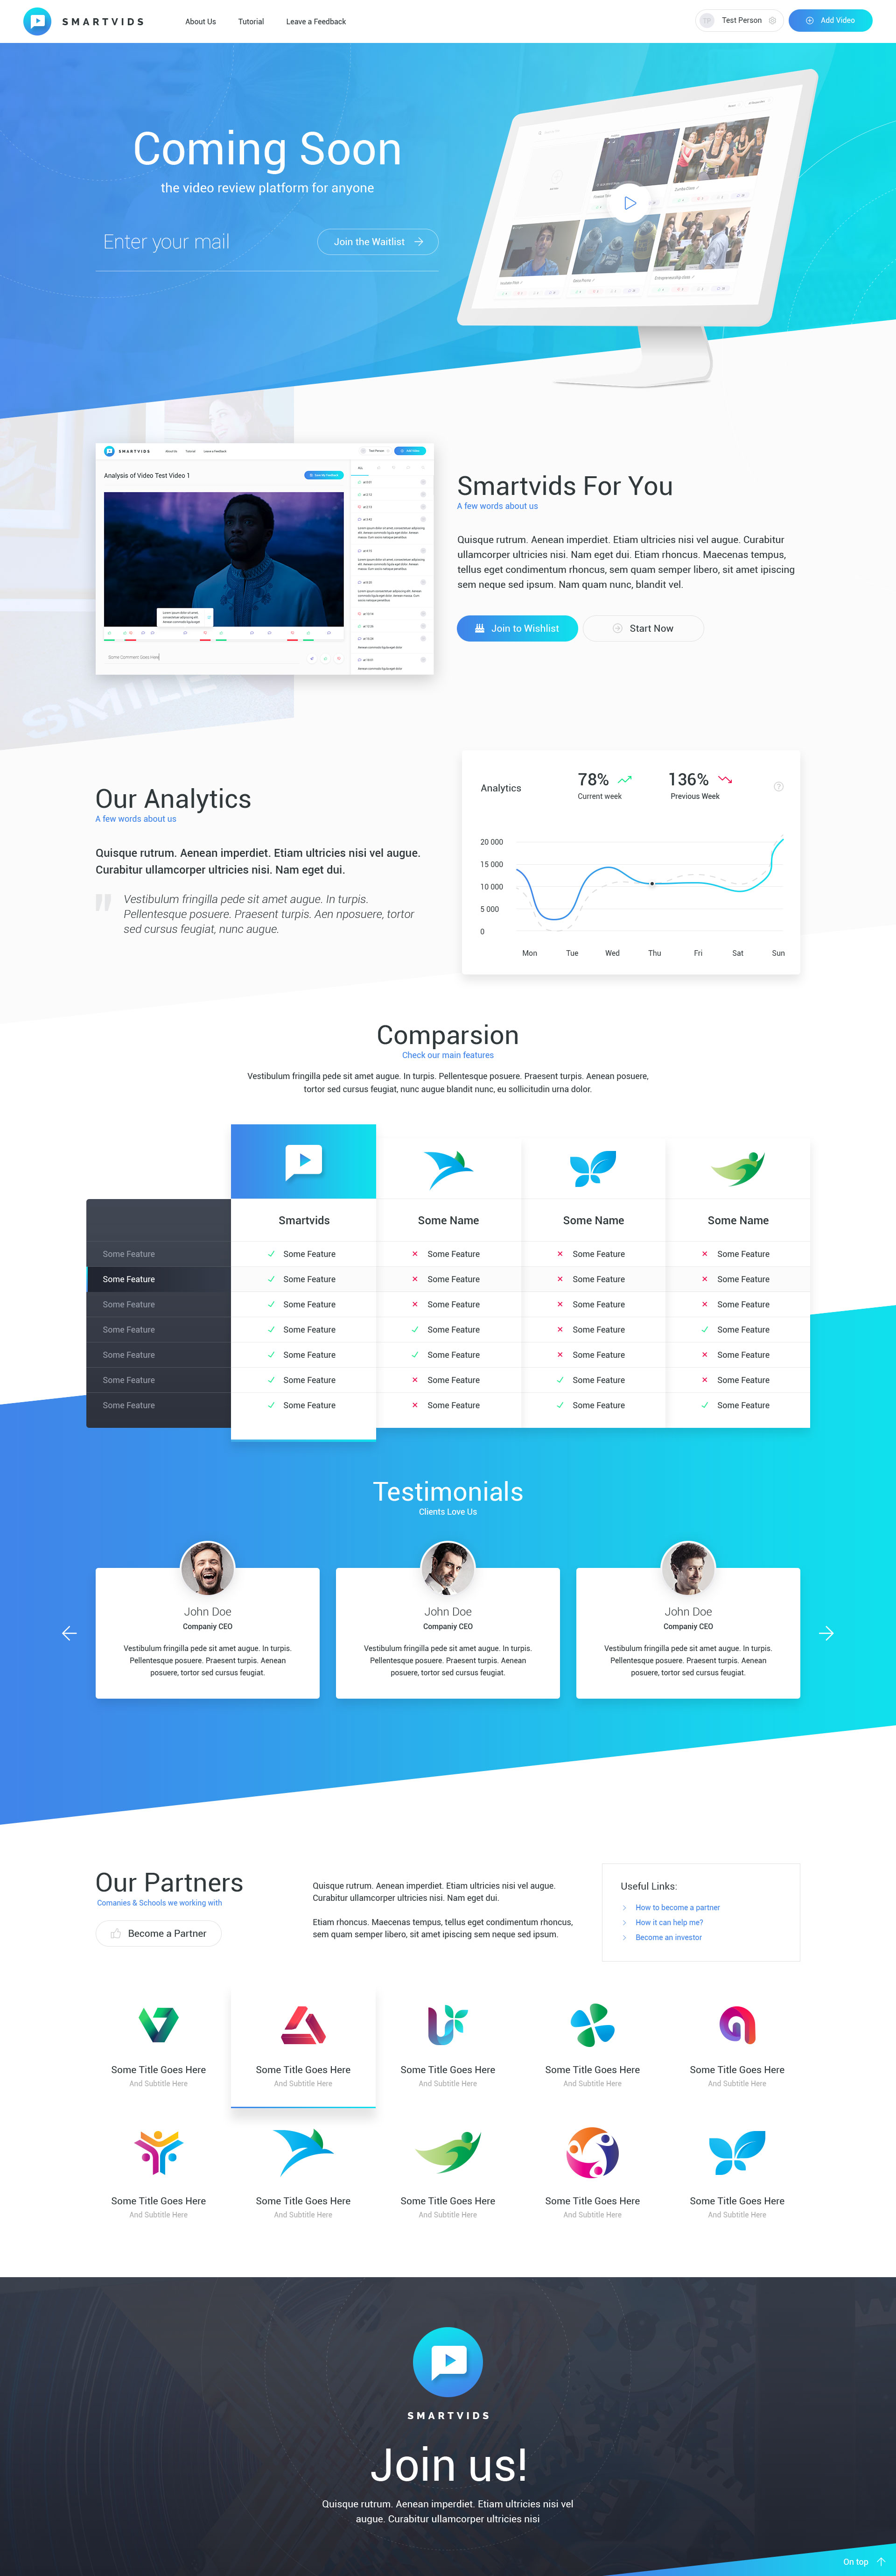 SMARTVIDS
About Us
Tutorial
Leave a Feedback
TP
Test Person
Add Video
Coming Soon
the video review platform for anyone
Enter your mail
Join the Waitlist
SMARTVIDS
About Us
Tutorial
Leave a Feedback
Test Person
Add Video
Analysis of Video Test Video 1
Some Comment Goes Here
SMILE
Smartvids For You
A few words about us
Quisque rutrum. Aenean imperdiet. Etiam ultricies nisi vel augue. Curabitur
ullamcorper ultricies nisi. Nam eget dui. Etiam rhoncus. Maecenas tempus,
tellus eget condimentum rhoncus, sem quam semper libero, sit amet ipiscing
sem neque sed ipsum. Nam quam nunc, blandit vel.
Join to Wishlist
Start Now
Our Analytics
A few words about us
Quisque rutrum. Aenean imperdiet. Etiam ultricies nisi vel augue.
Curabitur ullamcorper ultricies nisi. Nam eget dui.
Vestibulum fringilla pede sit amet augue. In turpis.
Pellentesque posuere. Praesent turpis. Aen nposuere, tortor
sed cursus feugiat, nunc augue.
Analytics
78%
Current week
136%
Previous Week
20 000
15 000
10 000
5 000
0
Mon Tue Wed Thu Fri Sat Sun
Comparsion
Check our main features
Vestibulum fringilla pede sit amet augue. In turpis. Pellentesque posuere. Praesent turpis. Aenean posuere,
tortor sed cursus feugiat, nunc augue blandit nunc, eu sollicitudin urna dolor.
Smartvids Some Name Some Name Some Name
Some Feature Some Feature Some Feature Some Feature Some Feature
Some Feature Some Feature Some Feature Some Feature Some Feature
Some Feature Some Feature Some Feature Some Feature Some Feature
Some Feature Some Feature Some Feature Some Feature Some Feature
Some Feature Some Feature Some Feature Some Feature Some Feature
Some Feature Some Feature Some Feature Some Feature Some Feature
Some Feature Some Feature Some Feature Some Feature Some Feature
Testimonials
Clients Love Us
John Doe
Companiy CEO
Vestibulum fringilla pede sit amet augue. In turpis.
Pellentesque posuere. Praesent turpis. Aenean
posuere, tortor sed cursus feugiat.
John Doe
Companiy CEO
Vestibulum fringilla pede sit amet augue. In turpis.
Pellentesque posuere. Praesent turpis. Aenean
posuere, tortor sed cursus feugiat.
John Doe
Companiy CEO
Vestibulum fringilla pede sit amet augue. In turpis.
Pellentesque posuere. Praesent turpis. Aenean
posuere, tortor sed cursus feugiat.
Our Partners
Comanies & Schools we working with
Become a Partner
Quisque rutrum. Aenean imperdiet. Etiam ultricies nisi vel augue.
Curabitur ullamcorper ultricies nisi. Nam eget dui.
Etiam rhoncus. Maecenas tempus, tellus eget condimentum rhoncus,
sem quam semper libero, sit amet ipiscing sem neque sed ipsum.
Useful Links:
How to become a partner
How it can help me?
Become an investor
Some Title Goes Here Some Title Goes Here Some Title Goes Here Some Title Goes Here Some Title Goes Here
And Subtitle Here And Subtitle Here And Subtitle Here And Subtitle Here And Subtitle Here
Some Title Goes Here Some Title Goes Here Some Title Goes Here Some Title Goes Here Some Title Goes Here
And Subtitle Here And Subtitle Here And Subtitle Here And Subtitle Here And Subtitle Here
SMARTVIDS
Join us!
Quisque rutrum. Aenean imperdiet. Etiam ultricies nisi vel
augue. Curabitur ullamcorper ultricies nisi
On top